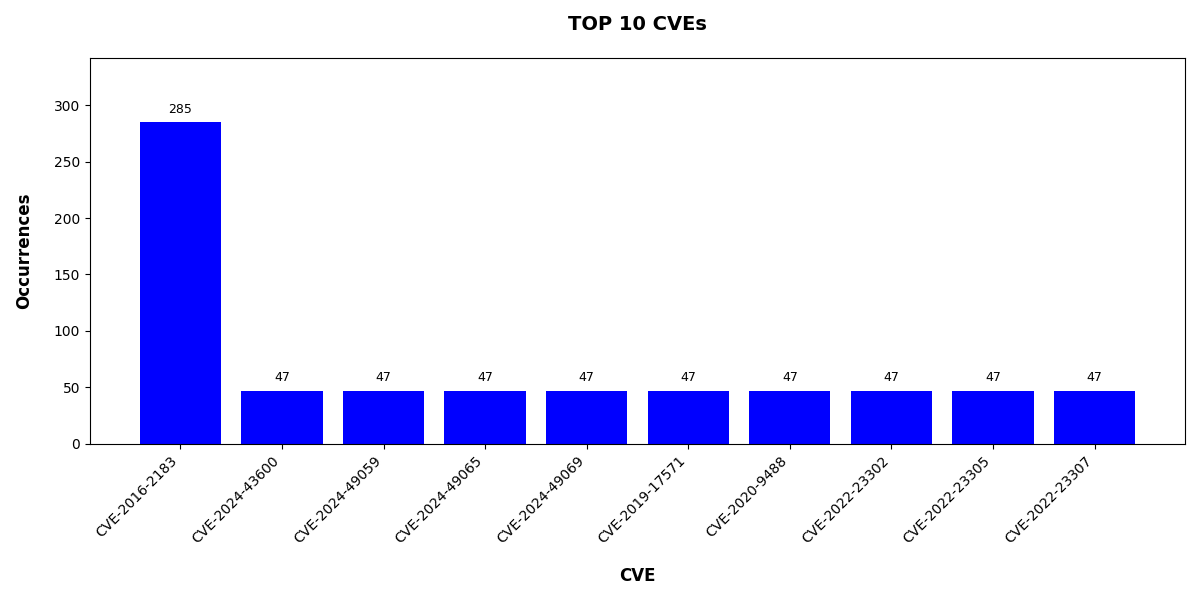 TOP 10 CVEs
Occurrences
300
250
200
150
100
50
0
285
47
47
47
47
47
47
47
47
47
CVE-2016-2183
CVE-2024-43600
CVE-2024-49059
CVE-2024-49065
CVE-2024-49069
CVE-2019-17571
CVE-2020-9488
CVE-2022-23302
CVE-2022-23305
CVE-2022-23307
CVE